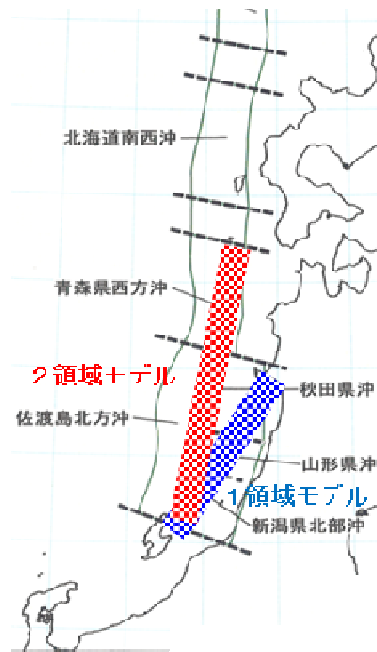 北海道南西沖
青森県西方沖
2領域モデル
秋田県沖
佐渡島北方沖
山形県沖
1領域モデル
新潟県北部沖